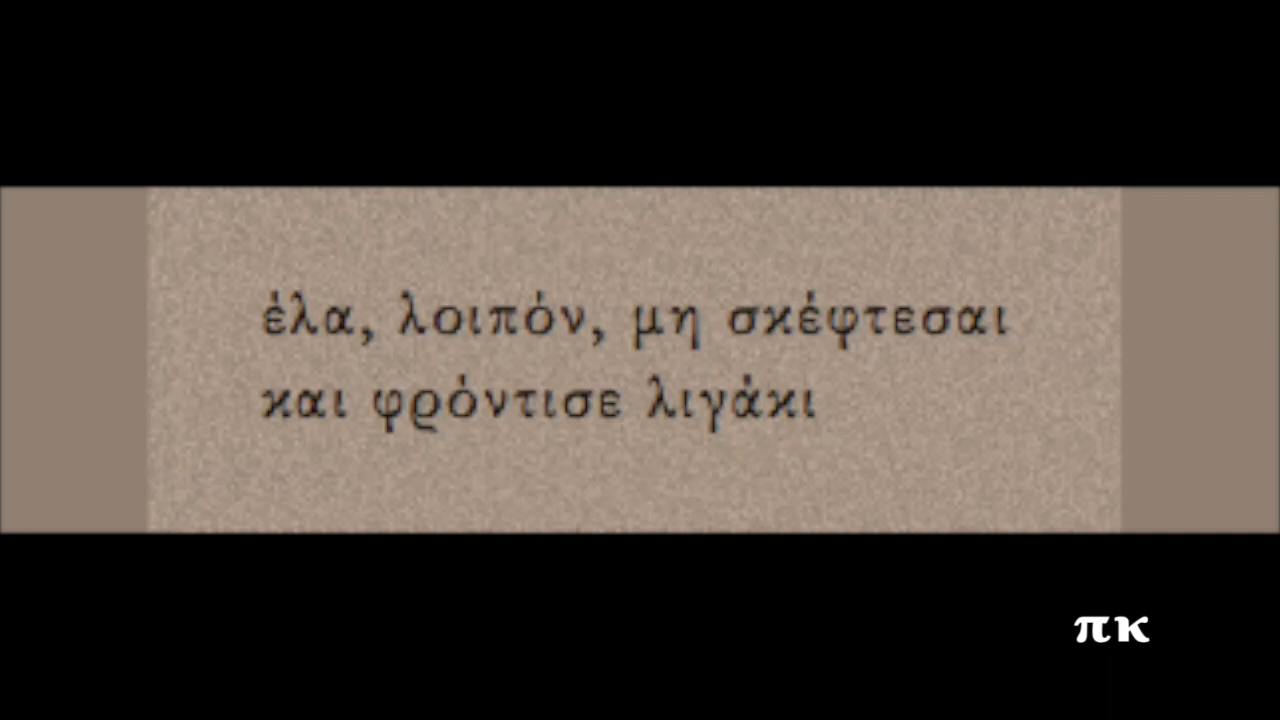 έλα, λοιπόν, μη σκέφτεσαι
και φρόντισε λιγάκι
πκ